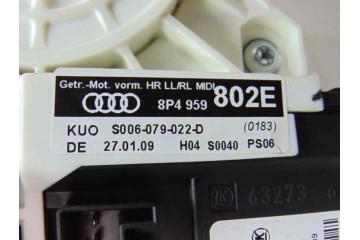 Getr.-Mot. vorm. HR LL/RL MIDI
8P4 959 802E
KUO S006-079-022-D (0183)
DE 27.01.09 H04 S0040 PS06
63273